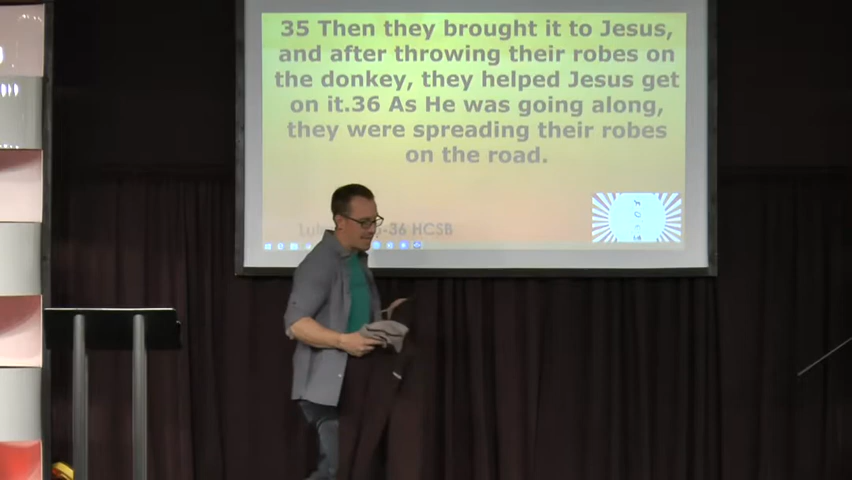 35 Then they brought it to Jesus,
and after throwing their robes on
the donkey, they helped Jesus get
on it.36 As He was going along,
they were spreading their robes
on the road.
-36 HCSB